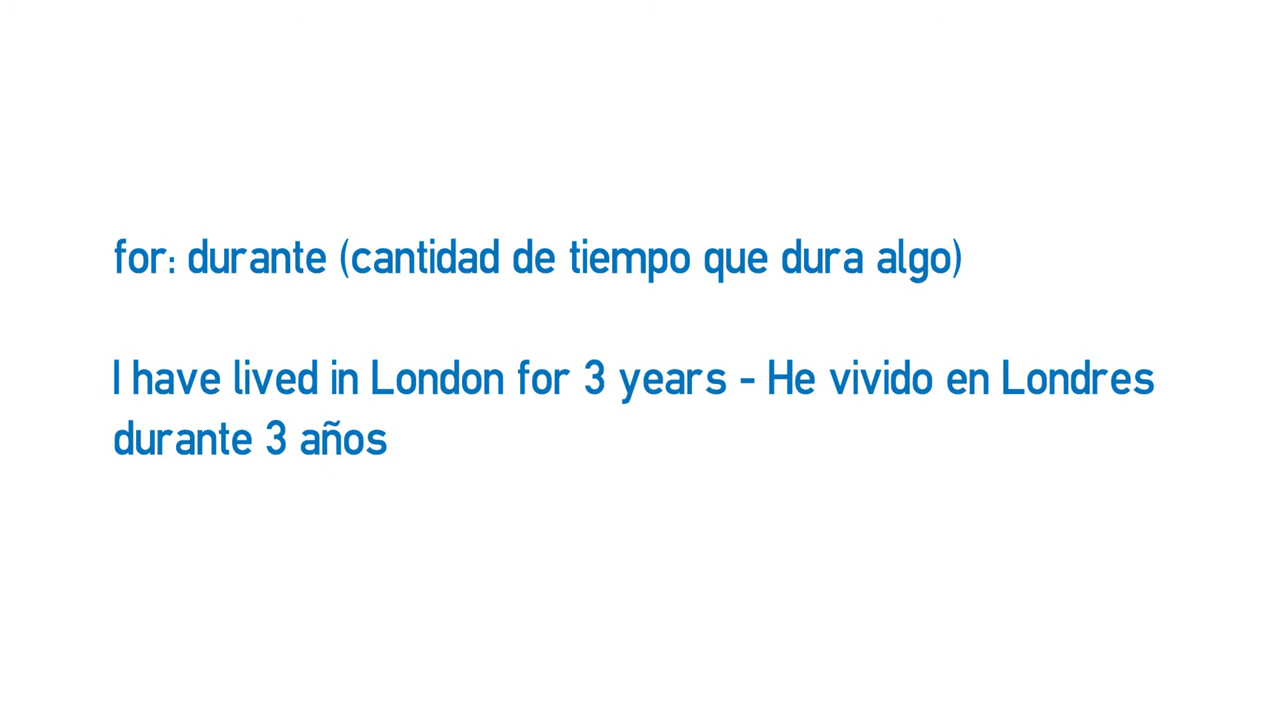 for: durante (cantidad de tiempo que dura algo)
I have lived in London for 3 years - He vivido en Londres
durante 3 años